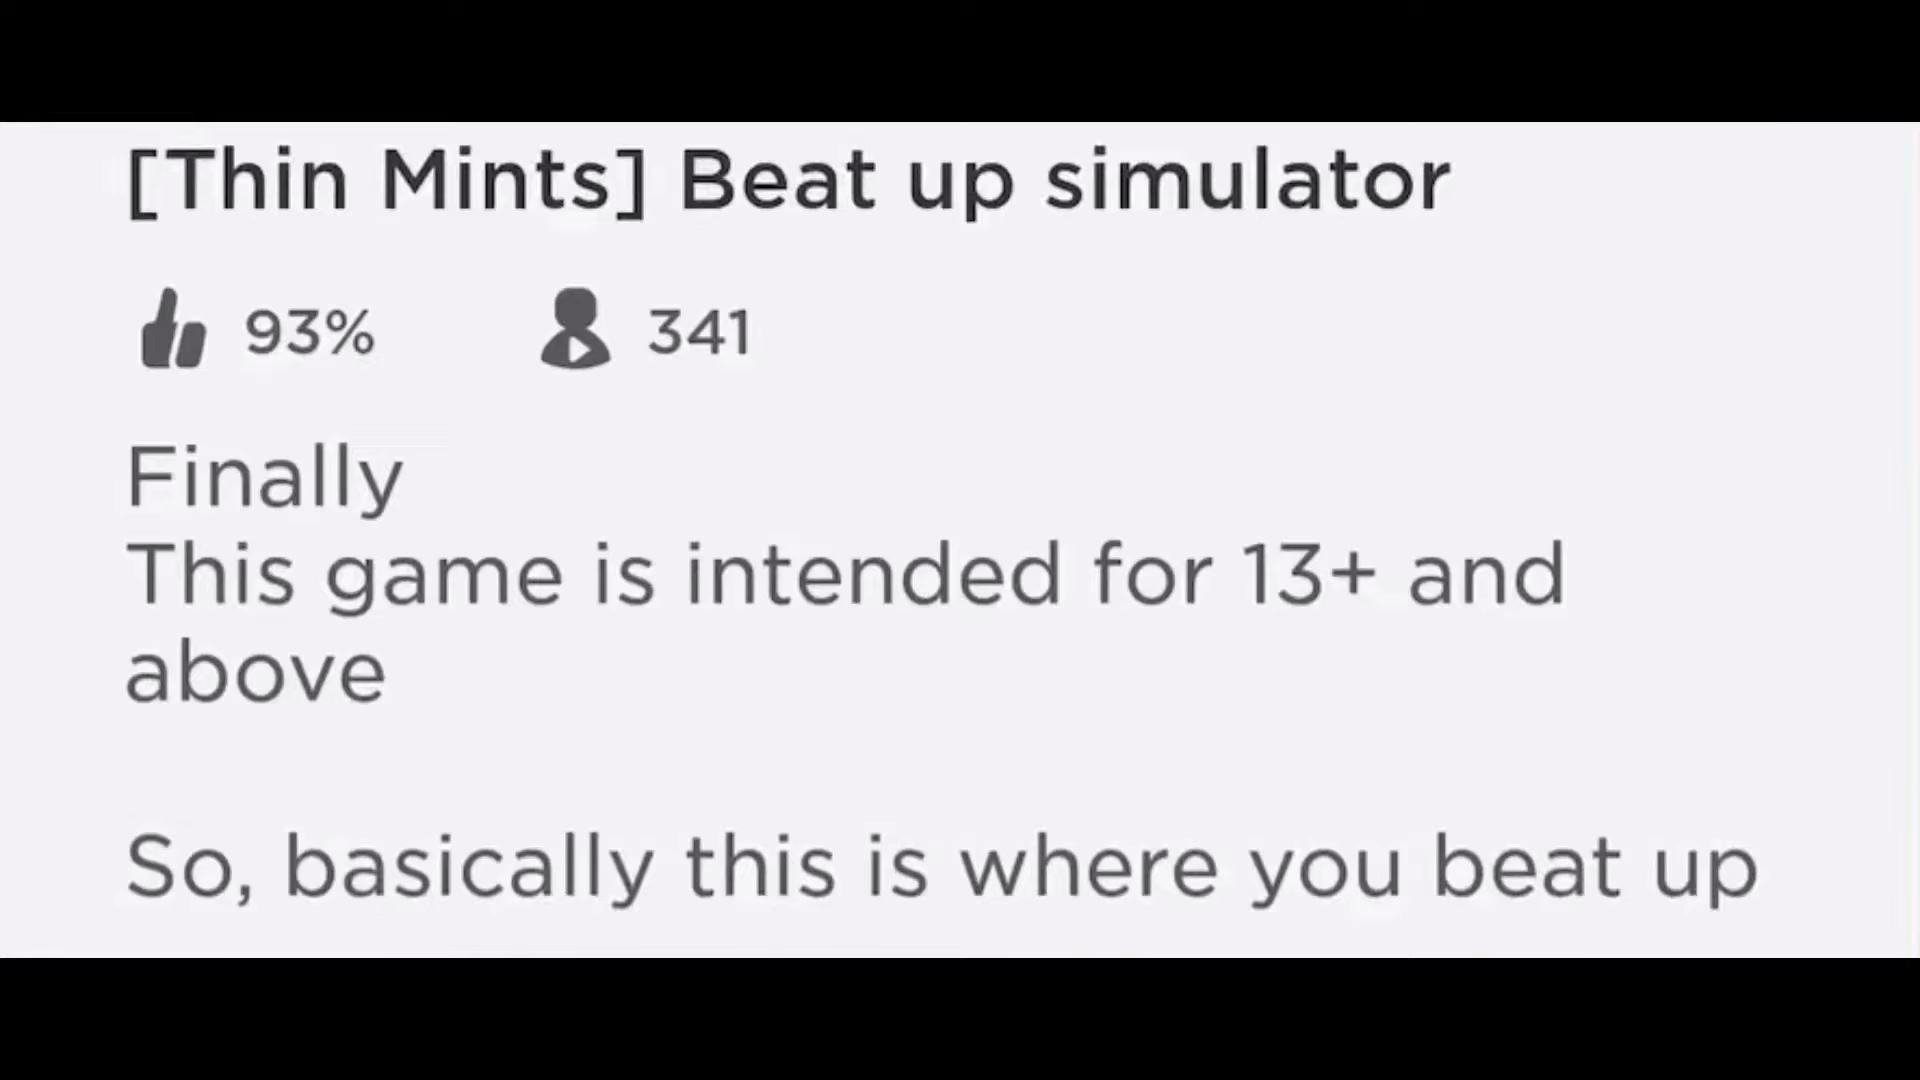 [Thin Mints] Beat up simulator
93% 341
Finally
This game is intended for 13+ and
above
So, basically this is where you beat up